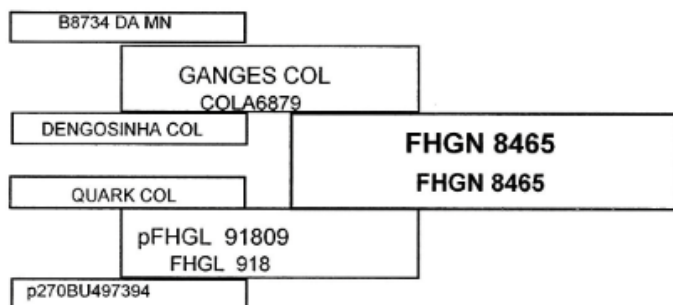 B8734 DA MN
GANGES COL
COLA6879
DENGOSINHA COL
FHGN 8465
FHGN 8465
QUARK COL
pFHGL 91809
FHGL 918
p270BU497394